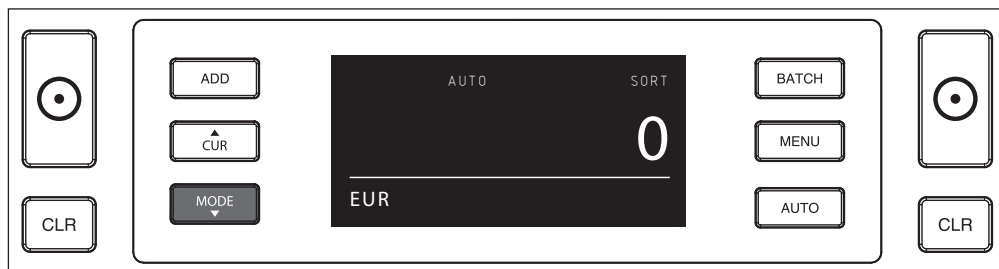 ADD
CUR
MODE
CLR
AUTO SORT
0
EUR
BATCH
MENU
AUTO
CLR